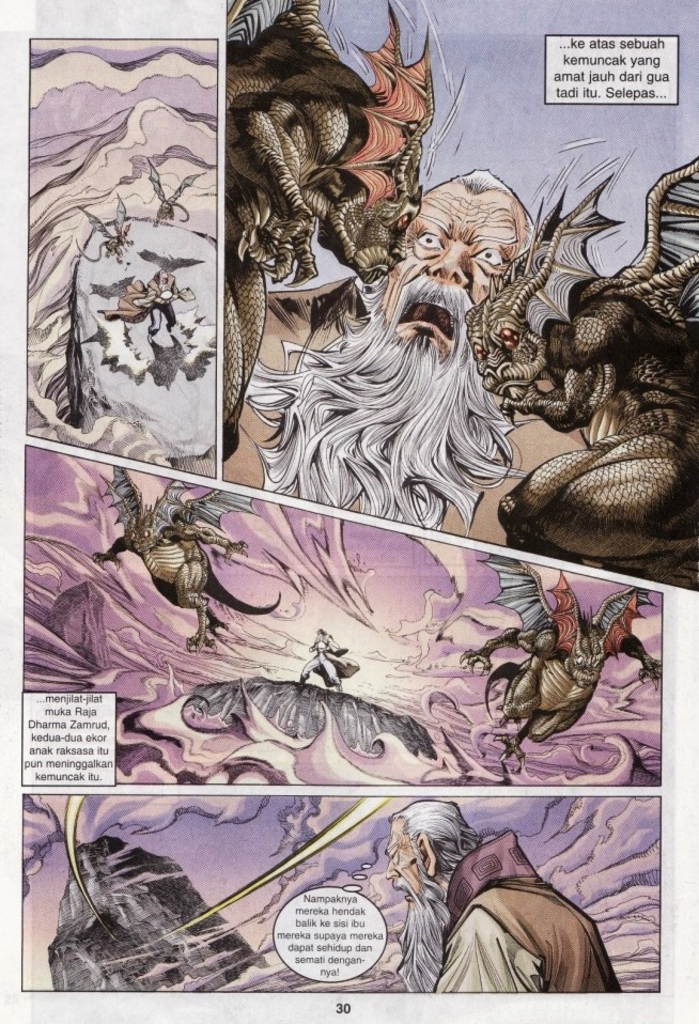 ...ke atas sebuah
kemuncak yang
amat jauh dari gua
tadi itu. Selepas...
...menjilat-jilat
muka Raja
Dharma Zamrud,
kedua-dua ekor
anak raksasa itu
pun meninggalkan
kemuncak itu.
Nampaknya
mereka hendak
balik ke sisi ibu
mereka supaya mereka
dapat sehidup dan
semati dengan-
nya!
30